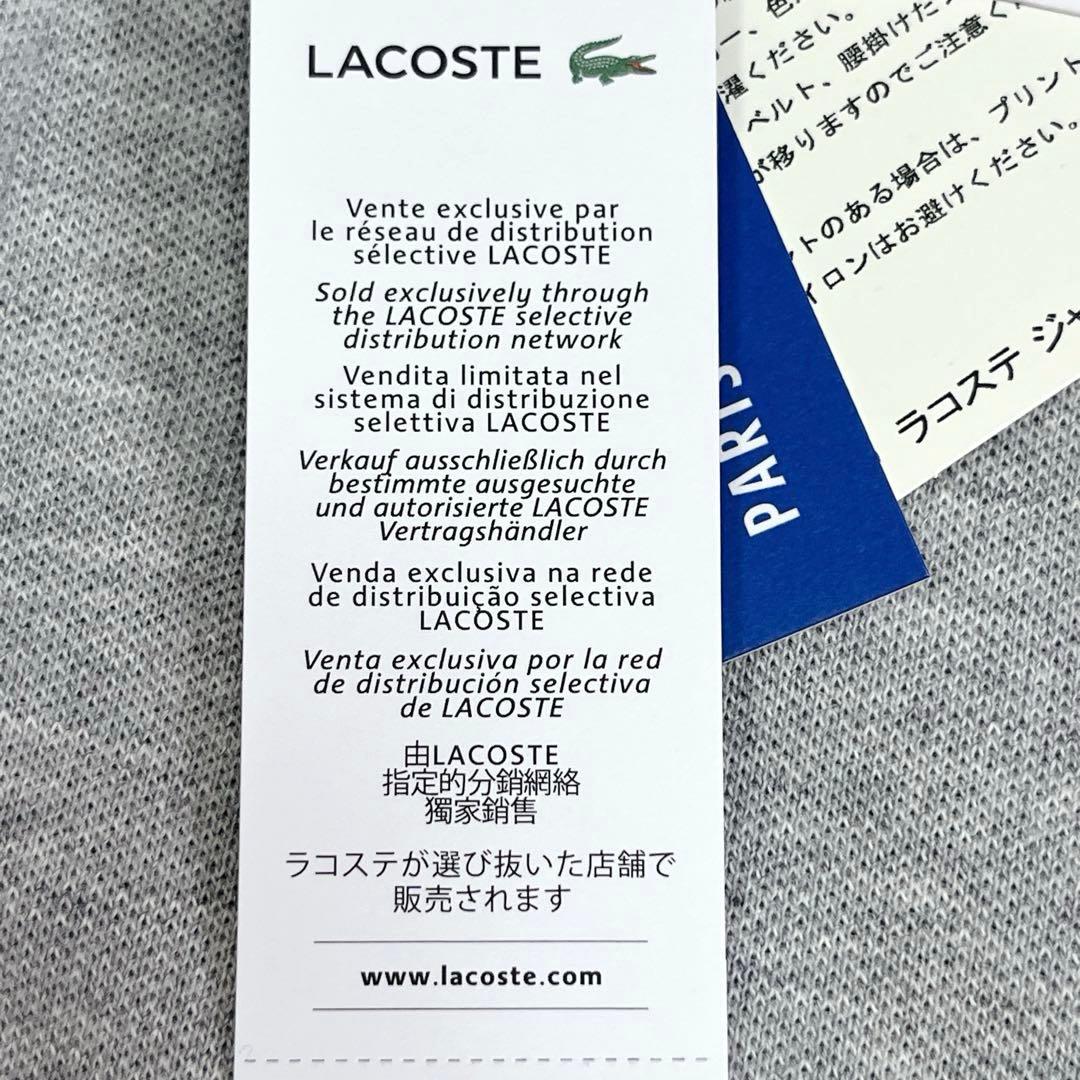 LACOSTE
Vente exclusive par
le réseau de distribution
sélective LACOSTE
Sold exclusively through
the LACOSTE selective
distribution network
Vendita limitata nel
sistema di distribuzione
selettiva LACOSTE
Verkauf ausschließlich durch
bestimmte ausgesuchte
und autorisierte LACOSTE
Vertragshändler
Venda exclusiva na rede
de distribuição selectiva
LACOSTE
Venta exclusiva por la red
de distribución selectiva
de LACOSTE
由LACOSTE
指定的分銷網絡
獨家銷售
ラコステが選び抜いた店舗で
販売されます
www.lacoste.com
PARIS
濯ください。
ベルト、腰掛けた
が移りますのでご注意く
トのある場合は、プリント
イロンはお避けください。
ラコステ ジャ